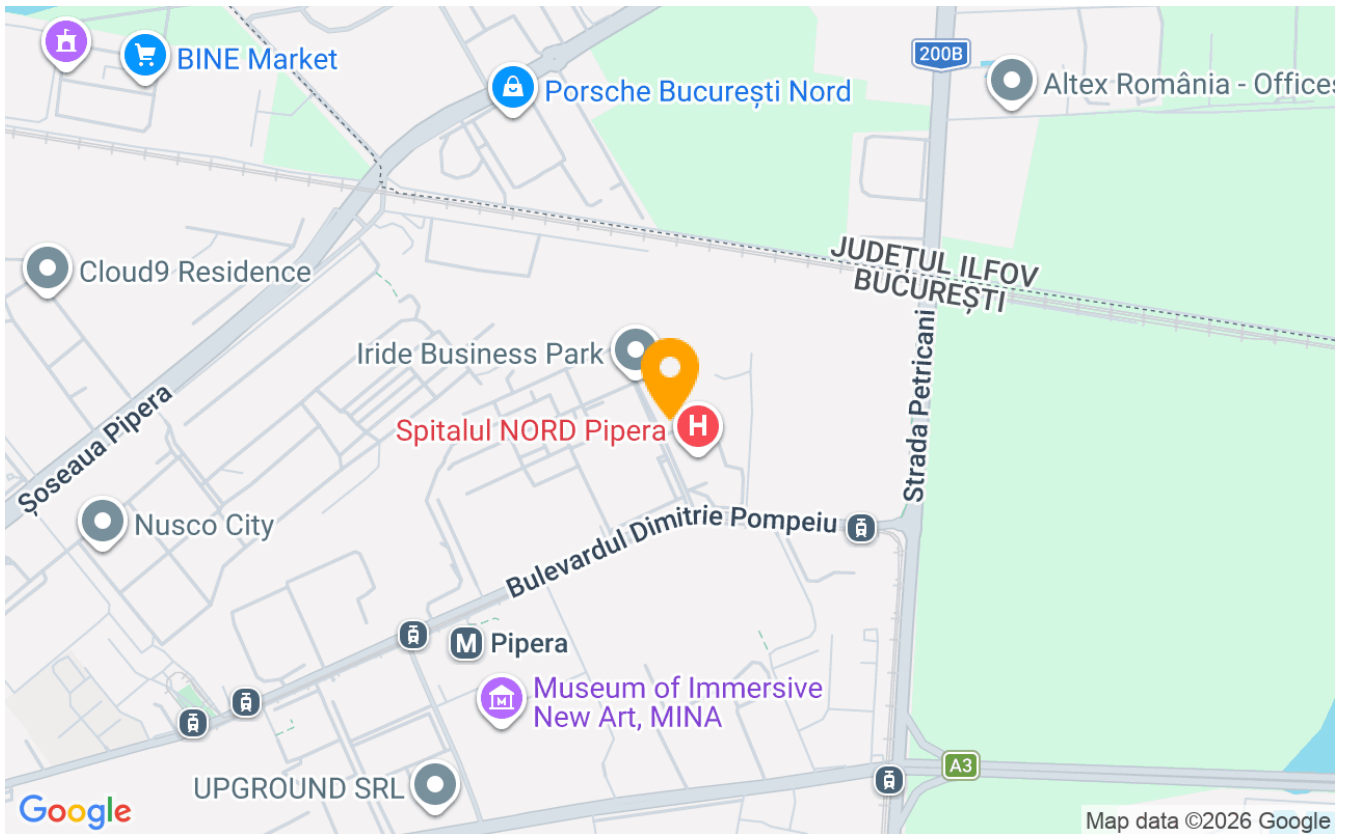 BINE Market
200B
Porsche București Nord
Altex România - Offices
JUDEȚUL ILFOV
BUCUREȘTI
Cloud9 Residence
Iride Business Park
Șoseaua Pipera
Spitalul NORD Pipera
H
Strada Petricani
Nusco City
Bulevardul Dimitrie Pompeiu
M Pipera
Museum of Immersive
New Art, MINA
A3
UPGROUND SRL
Google
Map data ©2026 Google